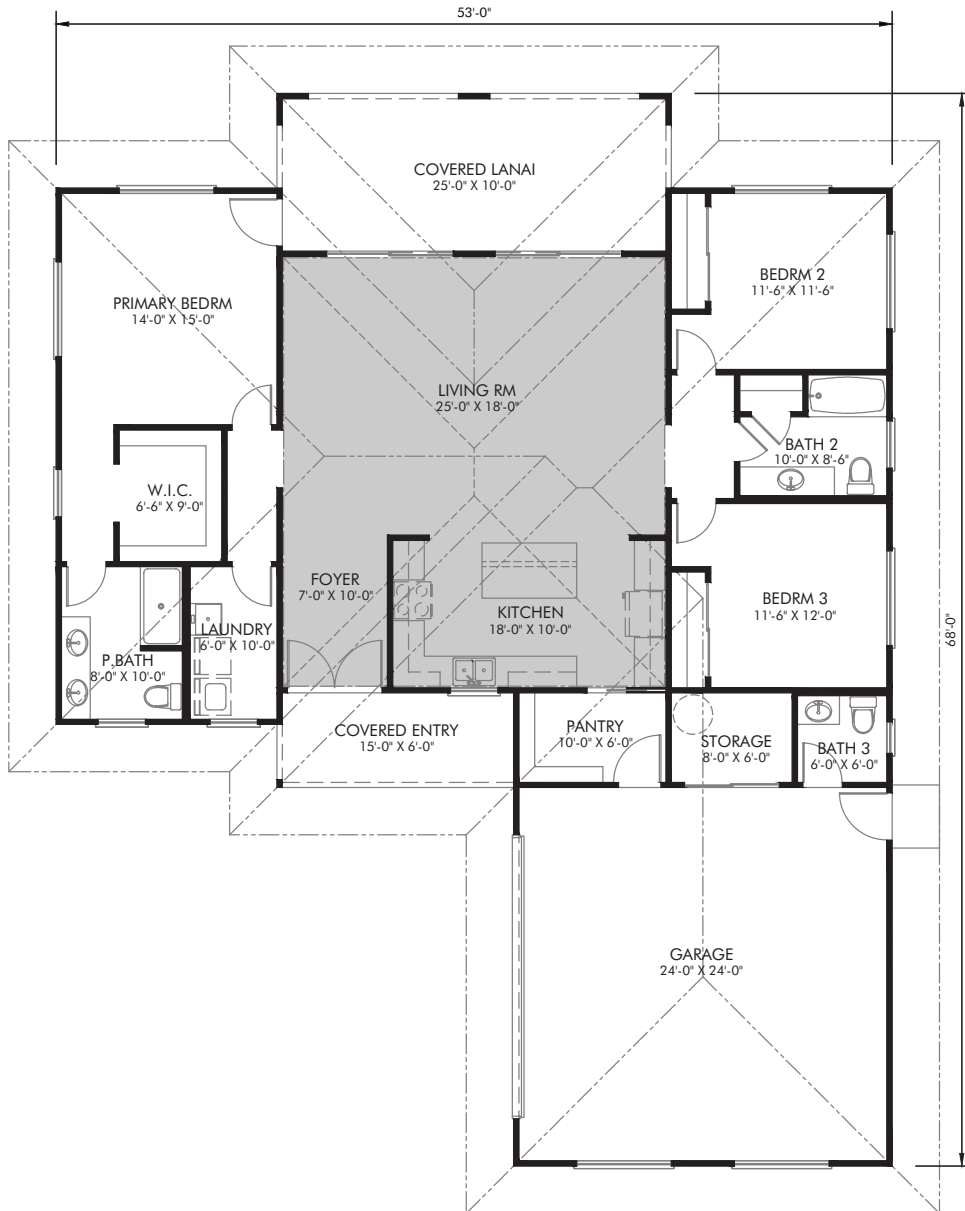 53'-0"
COVERED LANAI
25'-0" X 10'-0"
PRIMARY BEDRM
14'-0" X 15'-0"
BEDRM 2
11'-6" X 11'-6"
LIVING RM
25'-0" X 18'-0"
BATH 2
10'-0" X 8'-6"
W.I.C.
6'-6" X 9'-0"
FOYER
7'-0" X 10'-0"
KITCHEN
18'-0" X 10'-0"
BEDRM 3
11'-6" X 12'-0"
LAUNDRY
6'-0" X 10'-0"
P.BATH
8'-0" X 10'-0"
68'-0"
COVERED ENTRY
15'-0" X 6'-0"
PANTRY
10'-0" X 6'-0"
STORAGE
8'-0" X 6'-0"
BATH 3
6'-0" X 6'-0"
GARAGE
24'-0" X 24'-0"